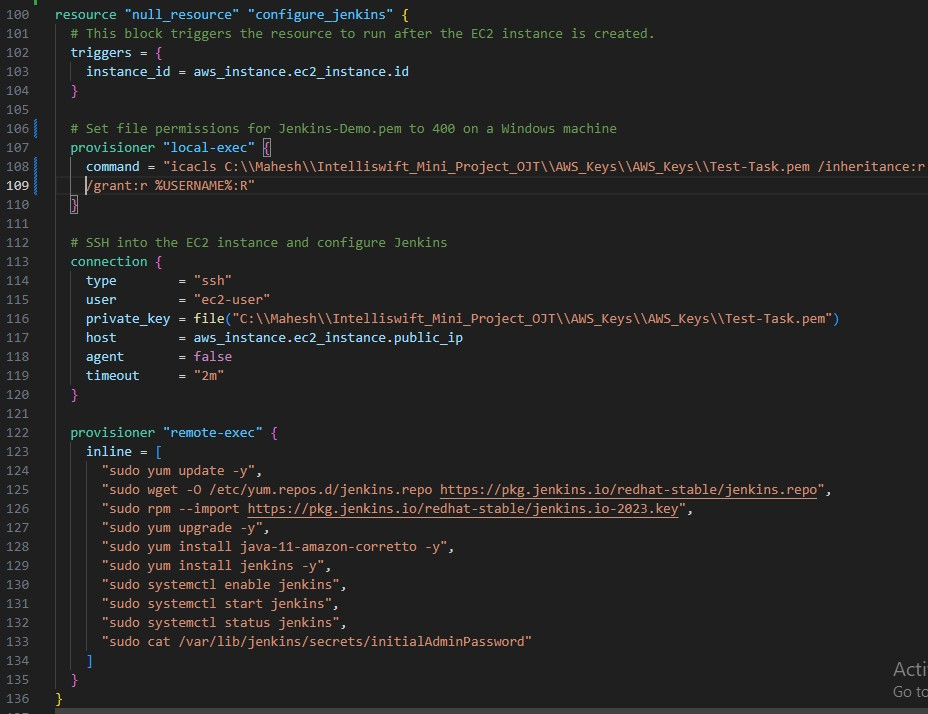 100 resource "null_resource" "configure_jenkins" {
101 # This block triggers the resource to run after the EC2 instance is created.
102 triggers = {
103 instance_id = aws_instance.ec2_instance.id
104 }
105
106 # Set file permissions for Jenkins-Demo.pem to 400 on a Windows machine
107 provisioner "local-exec" {
108 command = "icacls C:\\Mahesh\\Intelliswift_Mini_Project_OJT\\AWS_Keys\\AWS_Keys\\Test-Task.pem /inheritance:r
109 /grant:r %USERNAME%:R"
110 }
111
112 # SSH into the EC2 instance and configure Jenkins
113 connection {
114 type = "ssh"
115 user = "ec2-user"
116 private_key = file("C:\\Mahesh\\Intelliswift_Mini_Project_OJT\\AWS_Keys\\AWS_Keys\\Test-Task.pem")
117 host = aws_instance.ec2_instance.public_ip
118 agent = false
119 timeout = "2m"
120 }
121
122 provisioner "remote-exec" {
123 inline = [
124 "sudo yum update -y",
125 "sudo wget -O /etc/yum.repos.d/jenkins.repo https://pkg.jenkins.io/redhat-stable/jenkins.repo",
126 "sudo rpm --import https://pkg.jenkins.io/redhat-stable/jenkins.io-2023.key",
127 "sudo yum upgrade -y",
128 "sudo yum install java-11-amazon-corretto -y",
129 "sudo yum install jenkins -y",
130 "sudo systemctl enable jenkins",
131 "sudo systemctl start jenkins",
132 "sudo systemctl status jenkins",
133 "sudo cat /var/lib/jenkins/secrets/initialAdminPassword"
134 ]
135 }
136 }
Acti
Go to